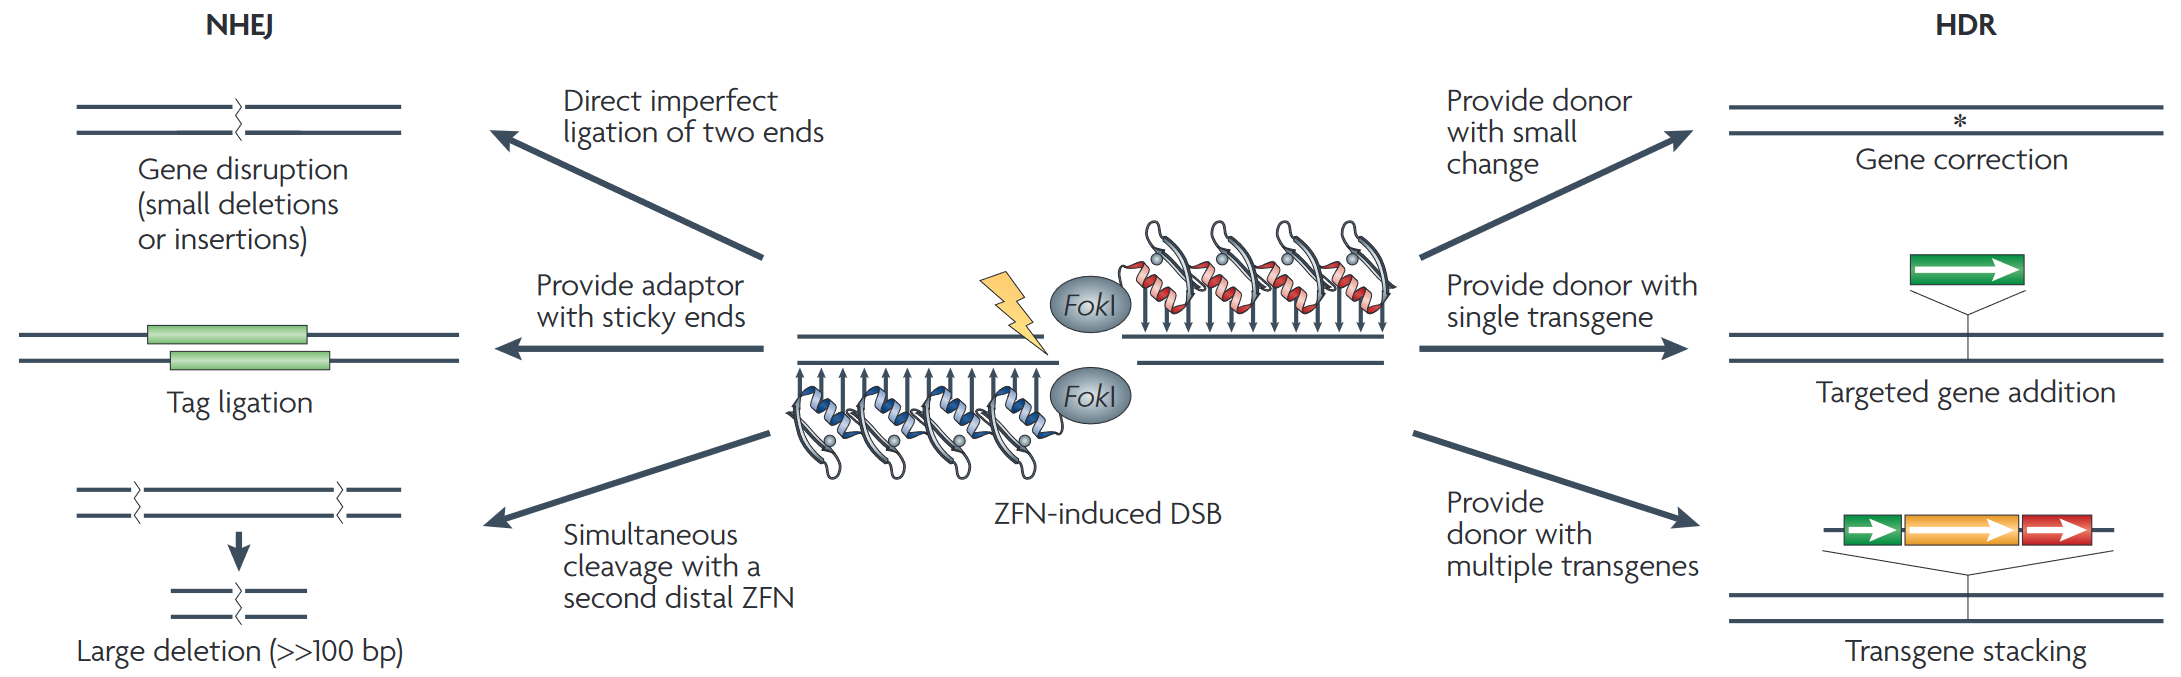 NHEJ
Direct imperfect
ligation of two ends
Gene disruption
(small deletions
or insertions)
Provide adaptor
with sticky ends
Tag ligation
Simultaneous
cleavage with a
second distal ZFN
Large deletion (>>100 bp)
FokI
FokI
ZFN-induced DSB
HDR
Provide donor
with small
change
*
Gene correction
Provide donor with
single transgene
Targeted gene addition
Provide
donor with
multiple transgenes
Transgene stacking